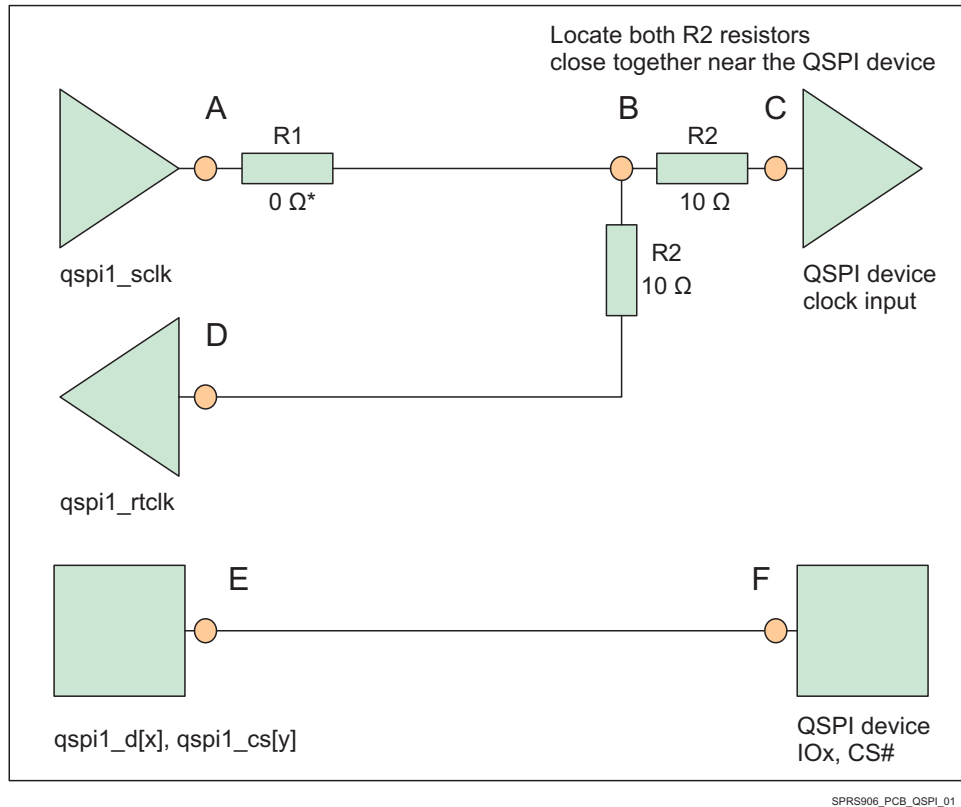 Locate both R2 resistors
close together near the QSPI device
A
R1
0 Ω*
B
R2
10 Ω
C
qspi1_sclk
R2
10 Ω
QSPI device
clock input
D
qspi1_rtclk
E
F
qspi1_d[x], qspi1_cs[y]
QSPI device
IOx, CS#
SPRS906_PCB_QSPI_01